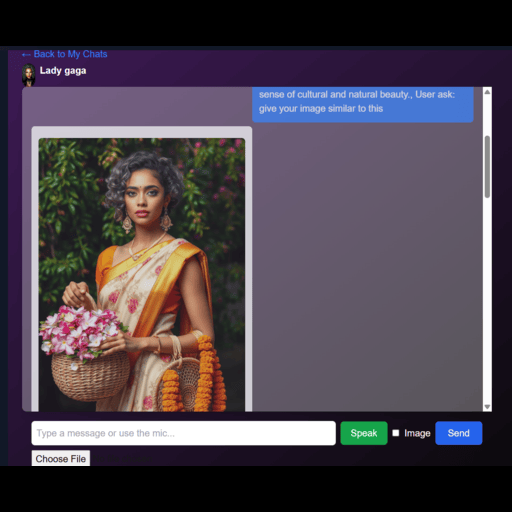 ← Back to My Chats
Lady gaga
sense of cultural and natural beauty., User ask:
give your image similar to this
Type a message or use the mic...
Speak
Image
Send
Choose File